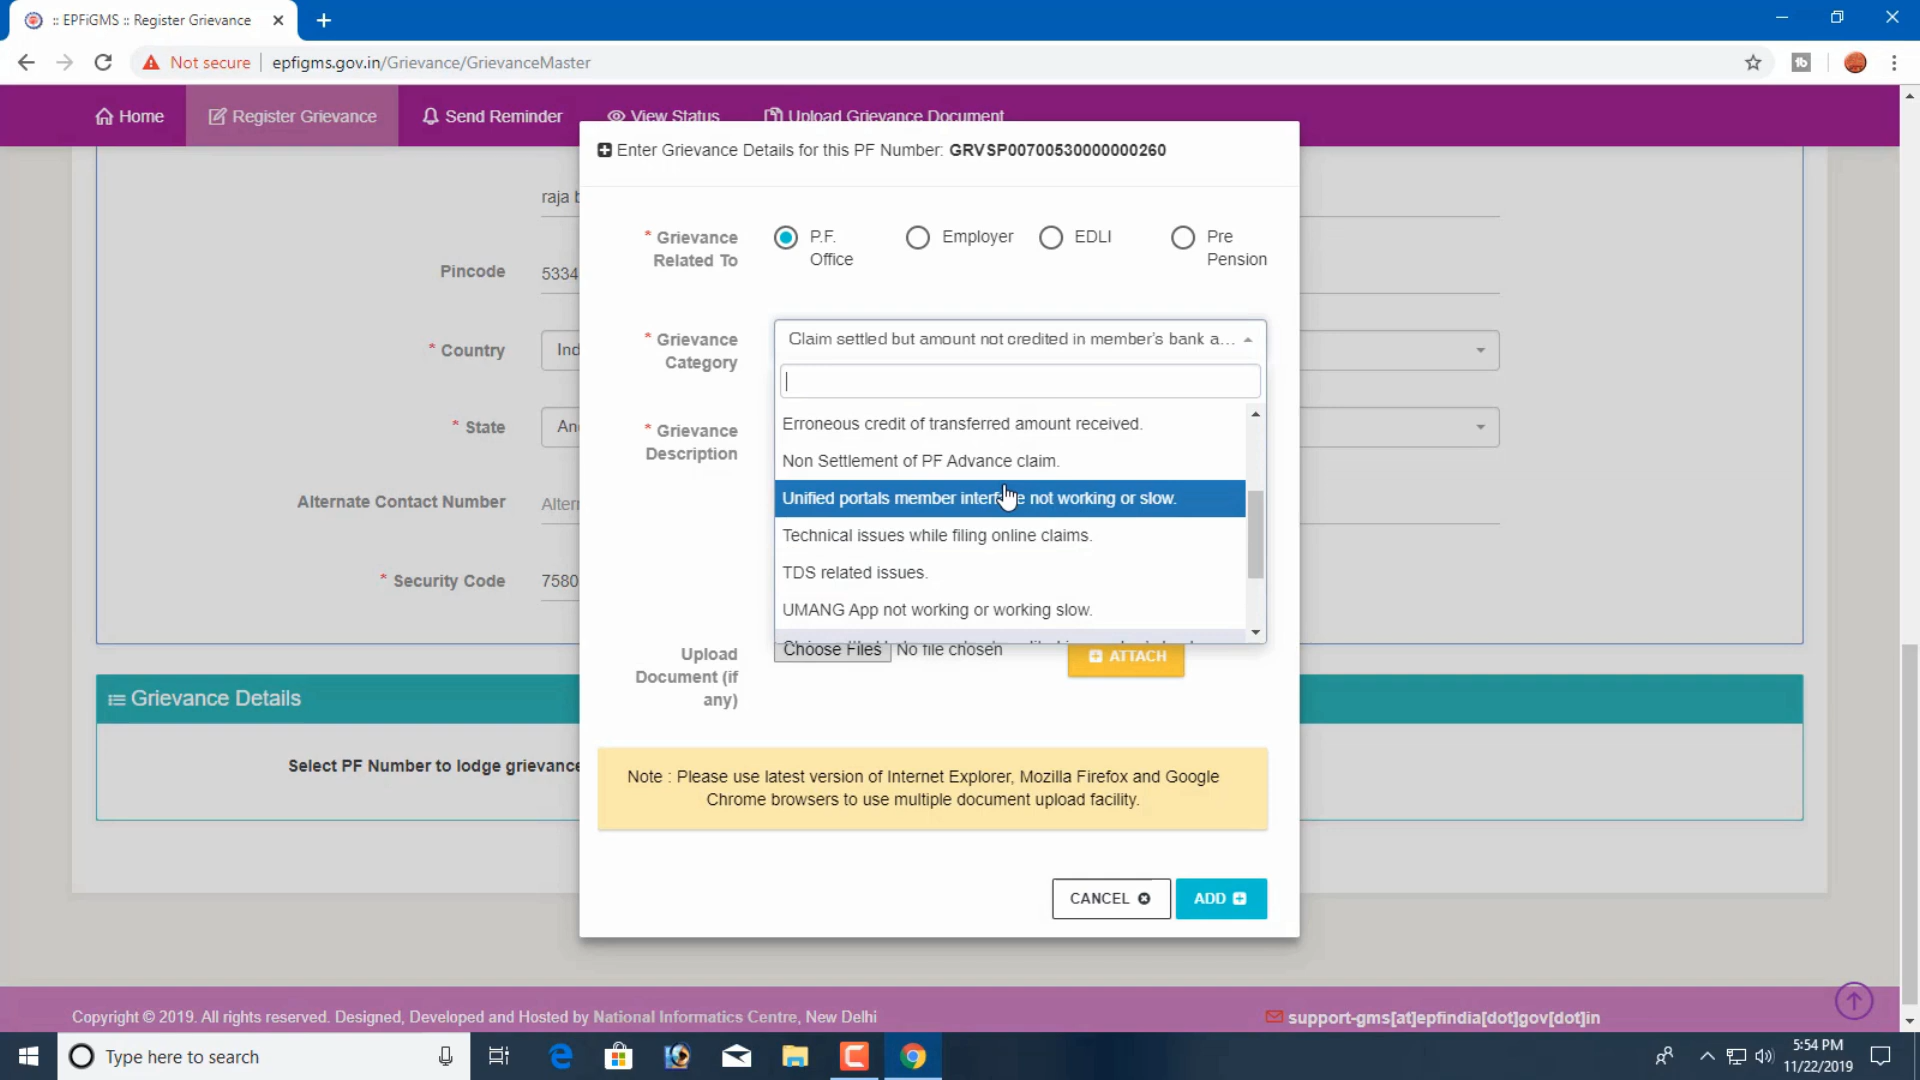 :: EPFiGMS :: Register Grievance
Not secure
epfigms.gov.in/Grievance/GrievanceMaster
Home
Register Grievance
Send Reminder
View Status
Upload Grievance Document
Enter Grievance Details for this PF Number: GRVSP00700530000000260
raja b
* Grievance
Related To
P.F.
Office
Employer
EDLI
Pre
Pension
Pincode
5334
* Grievance
Category
Claim settled but amount not credited in member's bank a...
* Country
Ind
Erroneous credit of transferred amount received.
* State
An
* Grievance
Description
Non Settlement of PF Advance claim.
Alternate Contact Number
Alter
Unified portals member interf e not working or slow.
Technical issues while filing online claims.
* Security Code
7580
TDS related issues.
UMANG App not working or working slow.
Upload
Document (if
any)
Choose Files
No file chosen
ATTACH
Grievance Details
Select PF Number to lodge grievance
Note : Please use latest version of Internet Explorer, Mozilla Firefox and Google
Chrome browsers to use multiple document upload facility.
CANCEL
ADD
Copyright © 2019. All rights reserved. Designed, Developed and Hosted by National Informatics Centre, New Delhi
support-gms[at]epfindia[dot]gov[dot]in
Type here to search
5:54 PM
11/22/2019